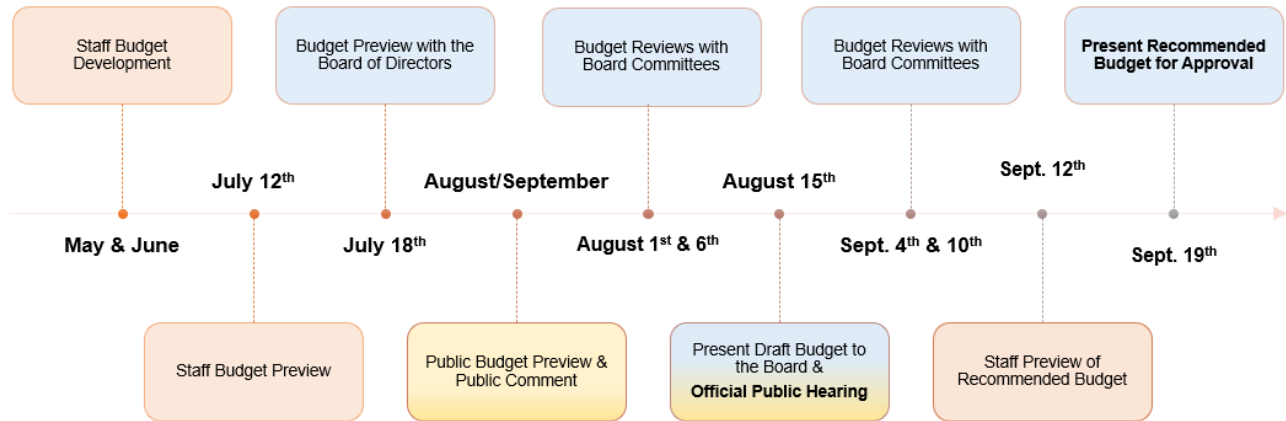 Staff Budget
Development
Budget Preview with the
Board of Directors
Budget Reviews with
Board Committees
Budget Reviews with
Board Committees
Present Recommended
Budget for Approval
July 12th
August/September
August 15th
Sept. 12th
May & June
July 18th
August 1st & 6th
Sept. 4th & 10th
Sept. 19th
Staff Budget Preview
Public Budget Preview &
Public Comment
Present Draft Budget to
the Board &
Official Public Hearing
Staff Preview of
Recommended Budget